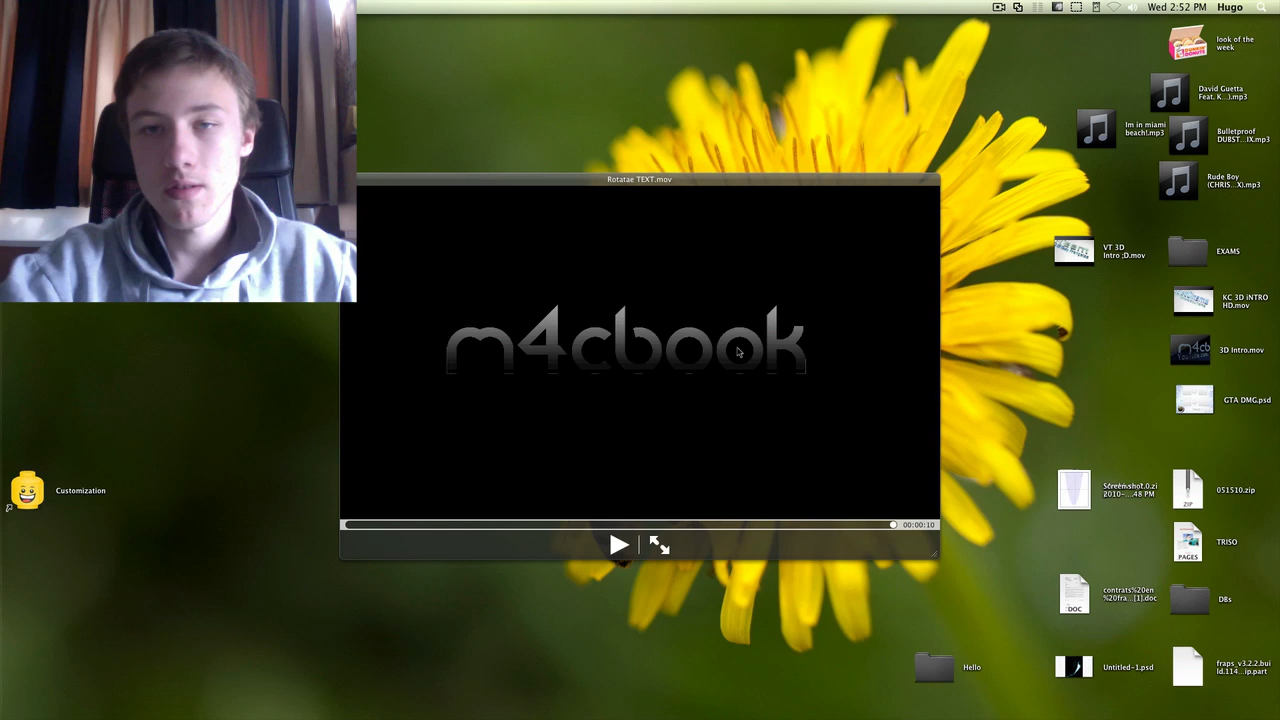 Wed 2:52 PM Hugo
look of the
week
David Guetta
Feat. K...).mp3
Im in miami
beach!.mp3
Bulletproof
DUBST...IX.mp3
Rude Boy
(CHRIS...X).mp3
Rotatae TEXT.mov
VT 3D
Intro ;D.mov
EXAMS
KC 3D iNTRO
HD.mov
m4cbook
3D Intro.mov
m4cb
GTA DMG.psd
Customization
2010-....48 PM
ZIP
051510.zip
00:00:10
PAGES
TRISO
DOC
contrats%20en
%20fra...[1].doc
DBs
Hello
Untitled-1.psd
fraps_v3.2.2.bui
ld.114...ip.part